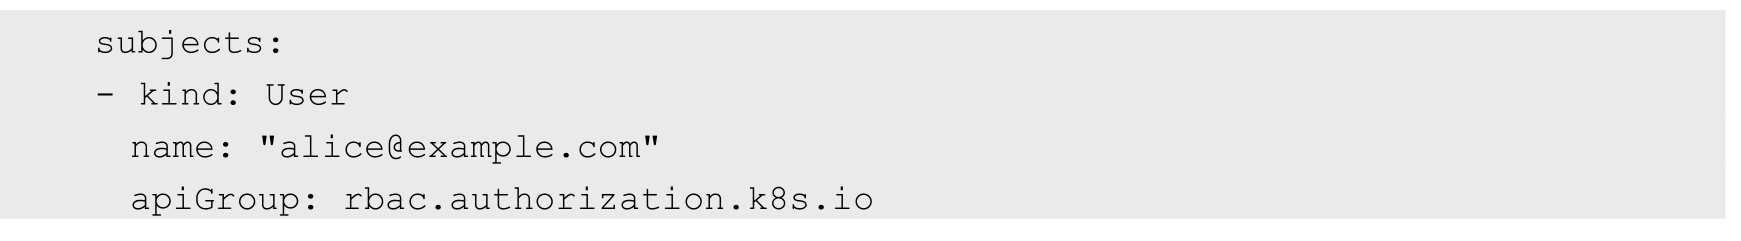 subjects:
- kind: User
  name: "alice@example.com"
  apiGroup: rbac.authorization.k8s.io